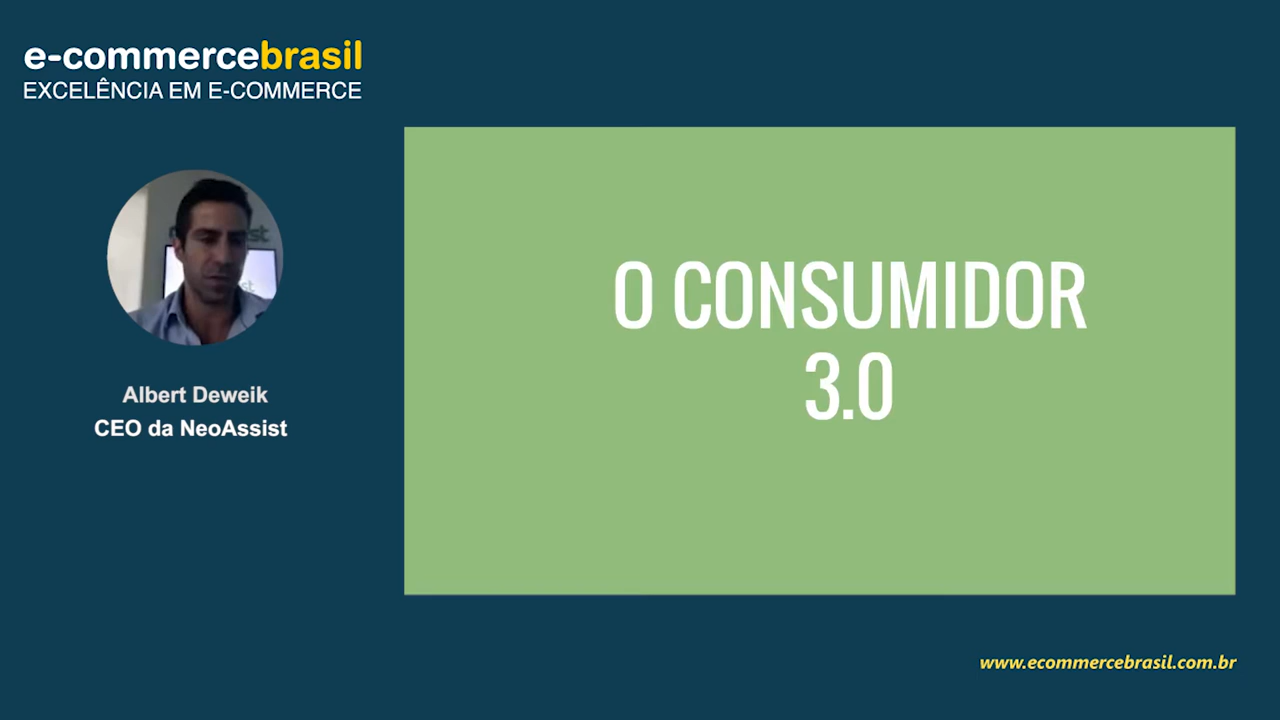 e-commercebrasil
EXCELÊNCIA EM E-COMMERCE
Albert Deweik
CEO da NeoAssist
O CONSUMIDOR
3.0
www.ecommercebrasil.com.br